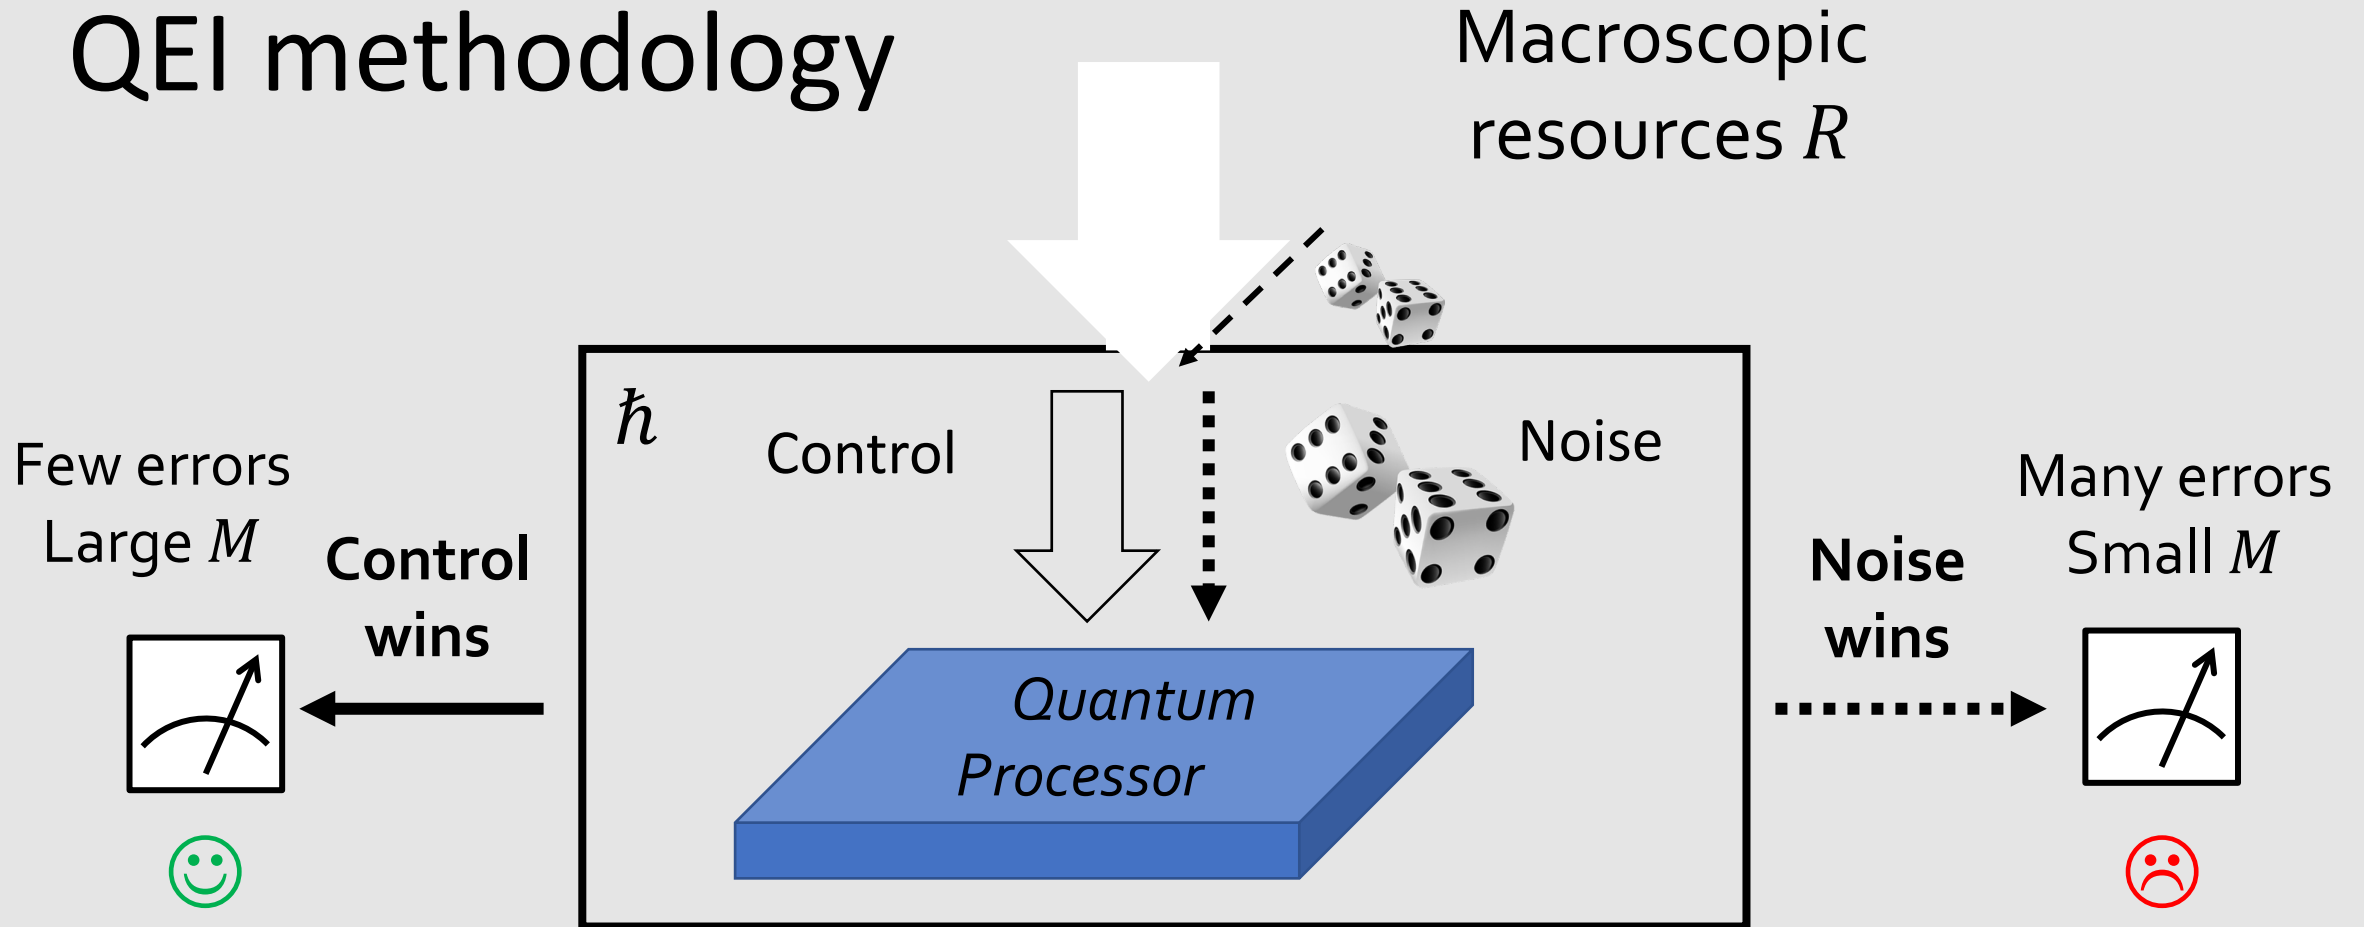 QEI methodology
Macroscopic
resources R
ħ
Control
Noise
Few errors
Large M
Control
wins
Many errors
Small M
Noise
wins
Quantum
Processor